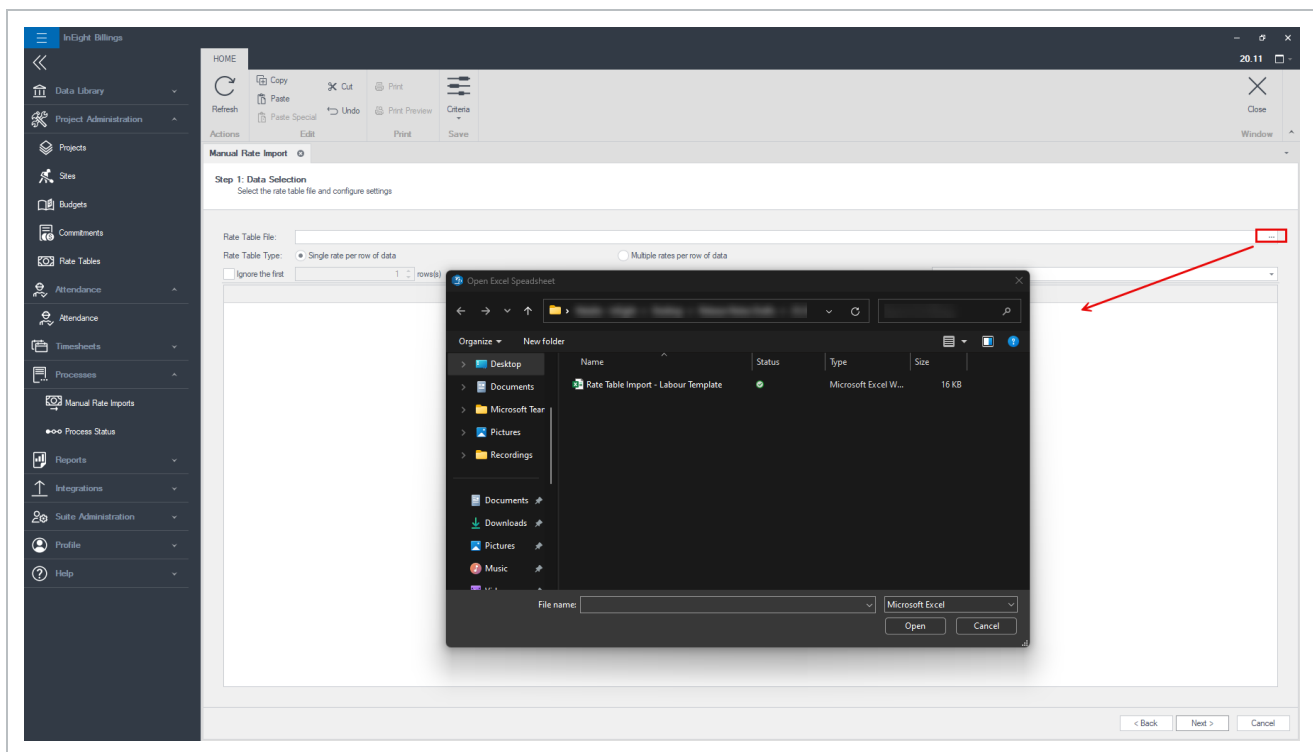 InEight Billings
20.11
HOME
Refresh
Copy
Paste
Paste Special
Cut
Undo
Print
Print Preview
Criteria
Close
Actions Edit Print Save Window
Manual Rate Import
Step 1: Data Selection
Select the rate table file and configure settings
Rate Table File:
...
Rate Table Type: Single rate per row of data Multiple rates per row of data
Ignore the first 1 rows(s)
Data Library
Project Administration
Projects
Sites
Budgets
Commitments
Rate Tables
Attendance
Attendance
Timesheets
Processes
Manual Rate Imports
Process Status
Reports
Integrations
Suite Administration
Profile
Help
Open Excel Speadsheet
Organize New folder
Name Status Type Size
Desktop
Documents
Microsoft Tear
Pictures
Recordings
Rate Table Import - Labour Template Microsoft Excel W... 16 KB
Documents
Downloads
Pictures
Music
File name: Microsoft Excel
Open Cancel
< Back Next > Cancel